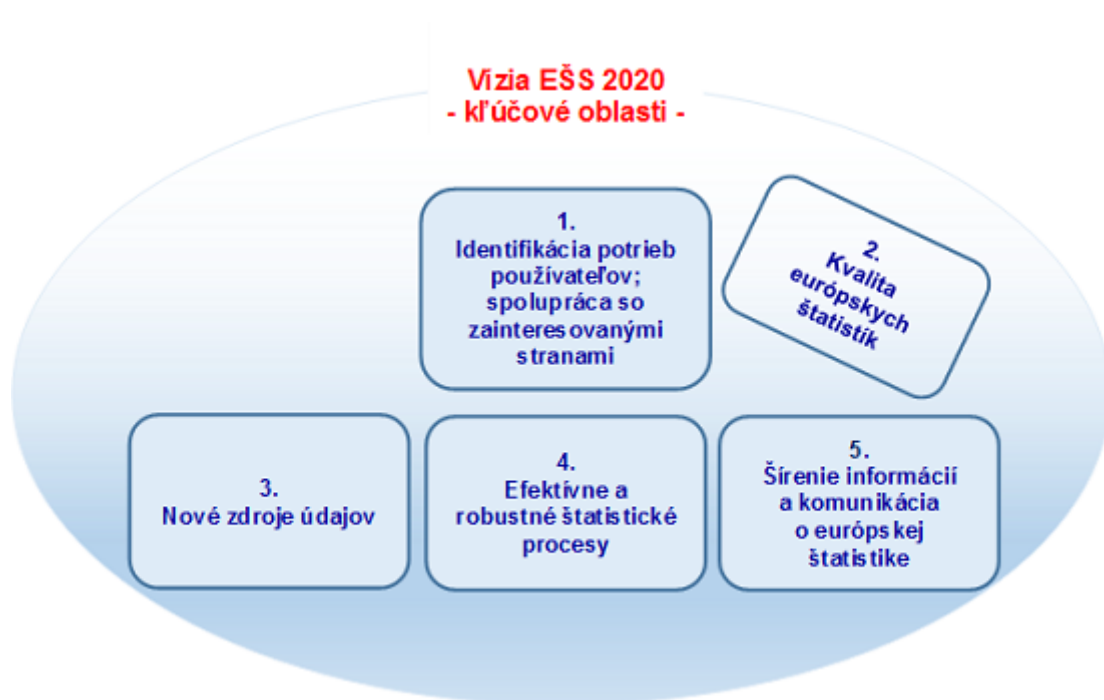 Vízia EŠS 2020
- kľúčové oblasti -
1.
Identifikácia potrieb
používateľov;
spolupráca so
zainteresovanými
stranami
2.
Kvalita
európskych
štatistík
3.
Nové zdroje údajov
4.
Efektívne a
robustné štatistické
procesy
5.
Šírenie informácií
a komunikácia
o európskej
štatistike